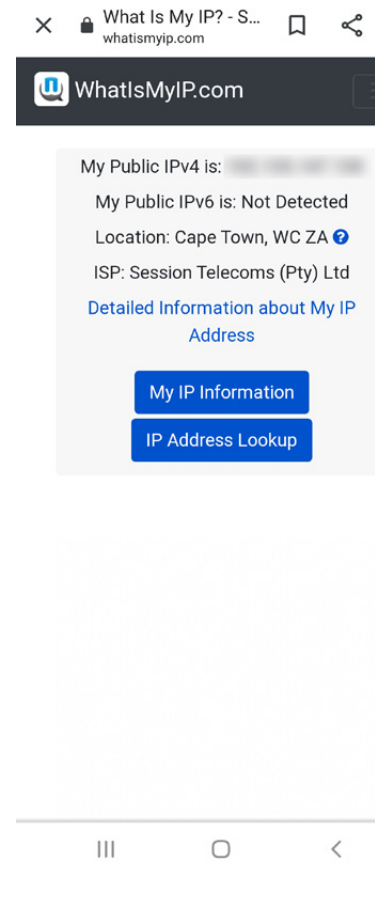 What Is My IP? - S...
whatismyip.com
WhatIsMyIP.com
My Public IPv4 is:
My Public IPv6 is: Not Detected
Location: Cape Town, WC ZA
ISP: Session Telecoms (Pty) Ltd
Detailed Information about My IP
Address
My IP Information
IP Address Lookup